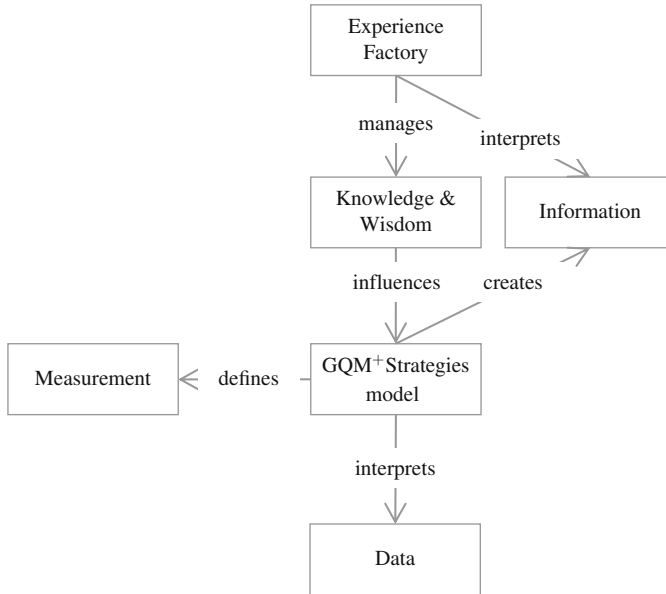 Experience
Factory
manages
interprets
Knowledge &
Wisdom
Information
influences
creates
Measurement
defines
GQM+Strategies
model
interprets
Data